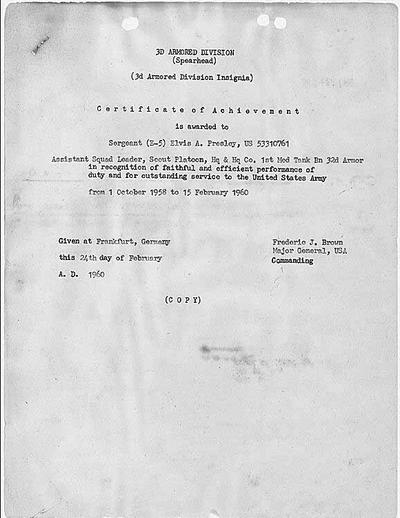 3D ARMORED DIVISION
(Spearhead)
(3d Armored Division Insignia)
Certificate of Achievement
is awarded to
Sergeant (E-5) Elvis A. Presley, US 53310761
Assistant Squad Leader, Scout Platoon, Hq & Hq Co. 1st Med Tank Bn 32d Armor
in recognition of faithful and efficient performance of
duty and for outstanding service to the United States Army
from 1 October 1958 to 15 February 1960
Given at Frankfurt, Germany
this 24th day of February
A. D. 1960
Frederic J. Brown
Major General, USA
Commanding
(COPY)